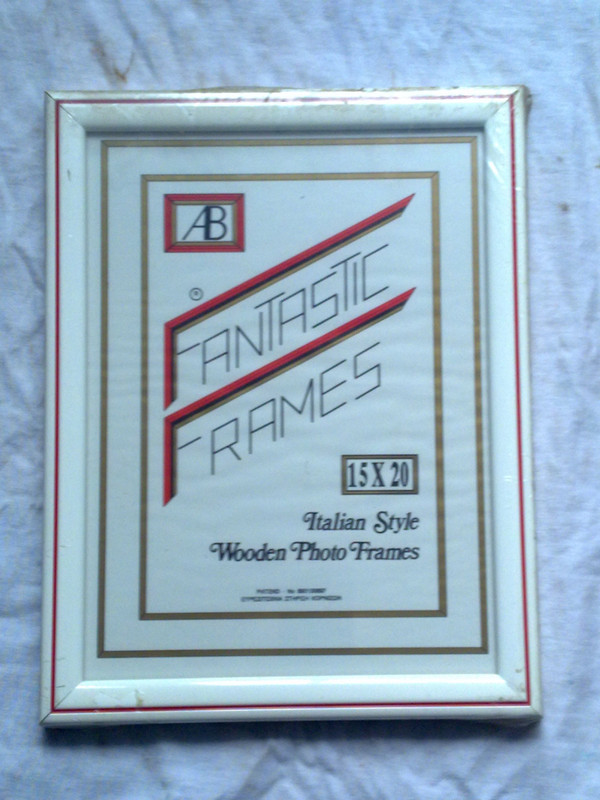 AB
®
FANTASTIC
FRAMES
15 X 20
Italian Style
Wooden Photo Frames